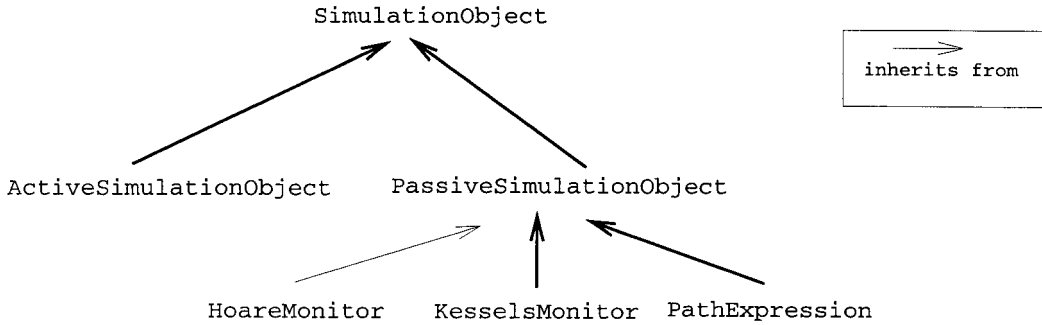 SimulationObject
inherits from
ActiveSimulationObject
PassiveSimulationObject
HoareMonitor
KesselsMonitor
PathExpression